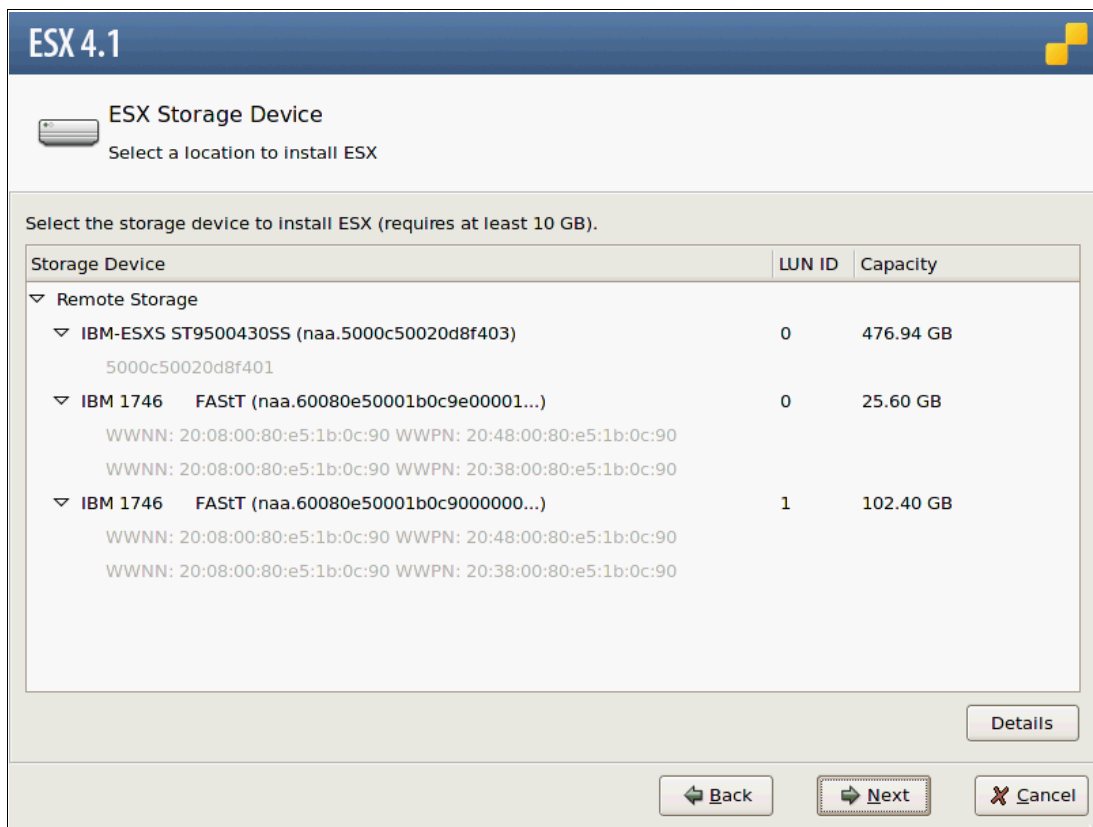 ESX 4.1
ESX Storage Device
Select a location to install ESX
Select the storage device to install ESX (requires at least 10 GB).
Storage Device LUN ID Capacity
Remote Storage
IBM-ESXS ST9500430SS (naa.5000c50020d8f403) 0 476.94 GB
5000c50020d8f401
IBM 1746 FAStT (naa.60080e50001b0c9e00001...) 0 25.60 GB
WWNN: 20:08:00:80:e5:1b:0c:90 WWPN: 20:48:00:80:e5:1b:0c:90
WWNN: 20:08:00:80:e5:1b:0c:90 WWPN: 20:38:00:80:e5:1b:0c:90
IBM 1746 FAStT (naa.60080e50001b0c9000000...) 1 102.40 GB
WWNN: 20:08:00:80:e5:1b:0c:90 WWPN: 20:48:00:80:e5:1b:0c:90
WWNN: 20:08:00:80:e5:1b:0c:90 WWPN: 20:38:00:80:e5:1b:0c:90
Details
Back Next Cancel